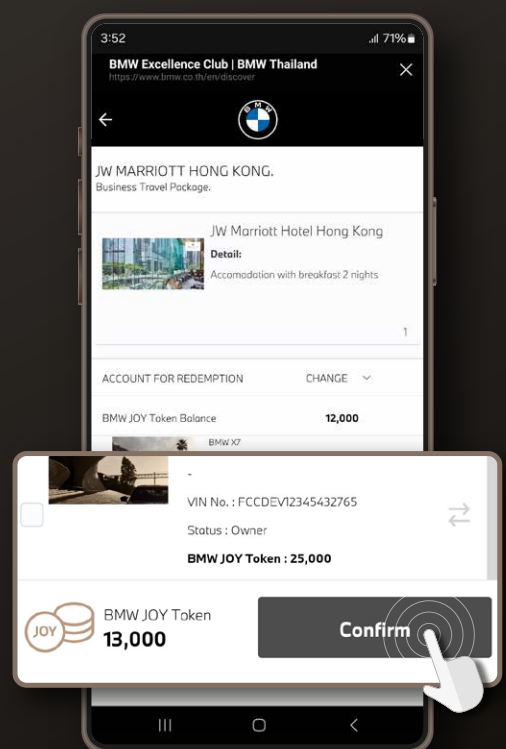 3:52
71%
BMW Excellence Club | BMW Thailand
https://www.bmw.co.th/en/discover
BMW
JW MARRIOTT HONG KONG.
Business Travel Package.
JW Marriott Hotel Hong Kong
Detail:
Accomodation with breakfast 2 nights
1
ACCOUNT FOR REDEMPTION CHANGE
BMW JOY Token Balance 12,000
BMW X7
-
VIN No. : FCCDEV12345432765
Status : Owner
BMW JOY Token : 25,000
JOY
BMW JOY Token
13,000
Confirm